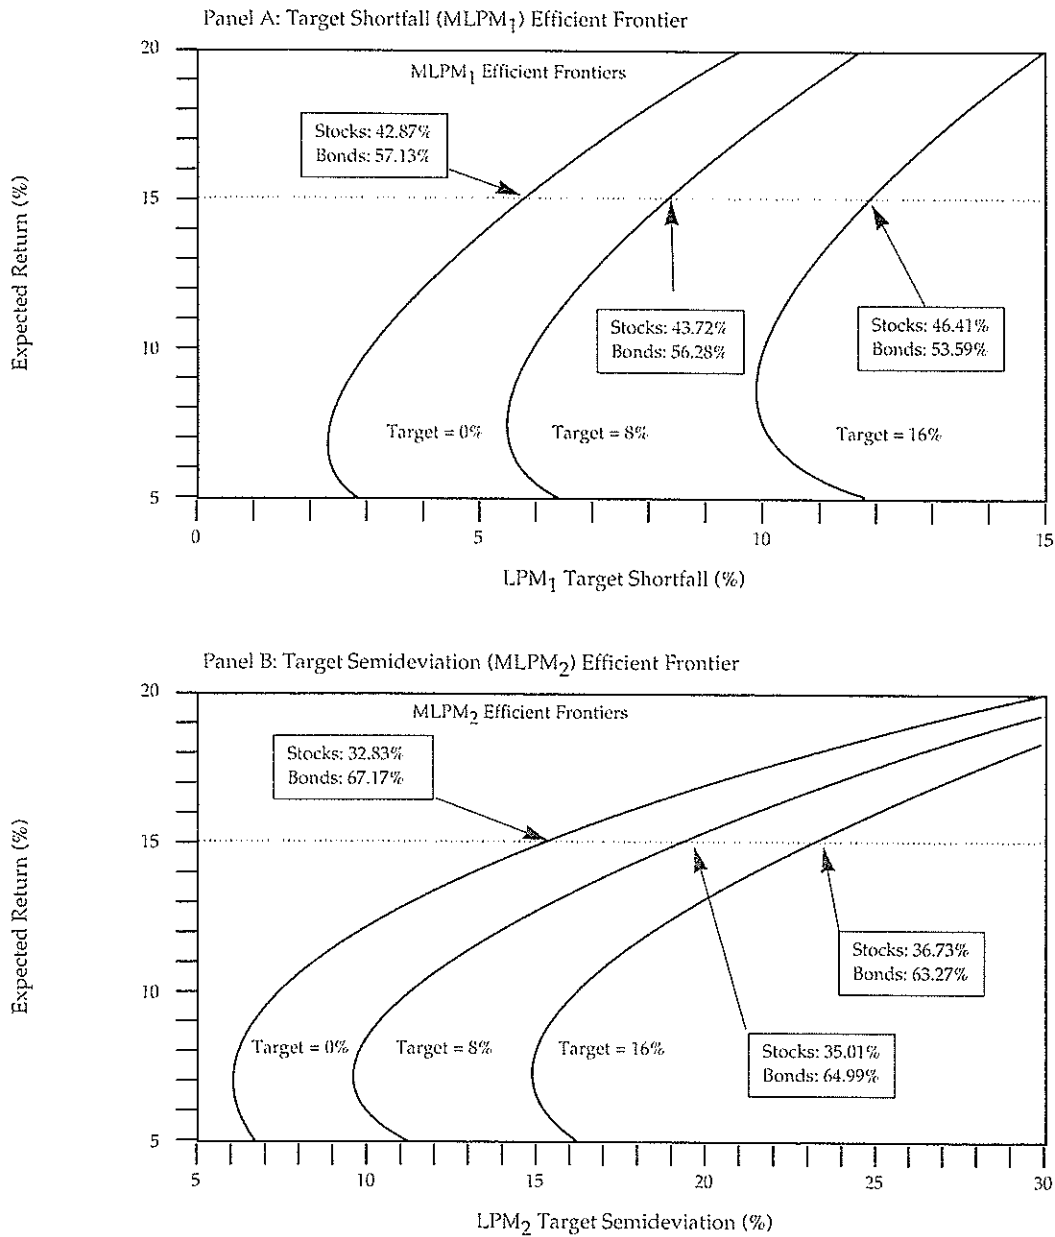 Panel A: Target Shortfall (MLPM1) Efficient Frontier
20
MLPM1 Efficient Frontiers
Stocks: 42.87%
Bonds: 57.13%
15
Stocks: 43.72%
Bonds: 56.28%
Stocks: 46.41%
Bonds: 53.59%
10
Target = 0%
Target = 8%
Target = 16%
5
Expected Return (%)
0 5 10 15
LPM1 Target Shortfall (%)
Panel B: Target Semideviation (MLPM2) Efficient Frontier
20
MLPM2 Efficient Frontiers
Stocks: 32.83%
Bonds: 67.17%
15
Stocks: 36.73%
Bonds: 63.27%
10
Target = 0%
Target = 8%
Target = 16%
Stocks: 35.01%
Bonds: 64.99%
5
Expected Return (%)
5 10 15 20 25 30
LPM2 Target Semideviation (%)